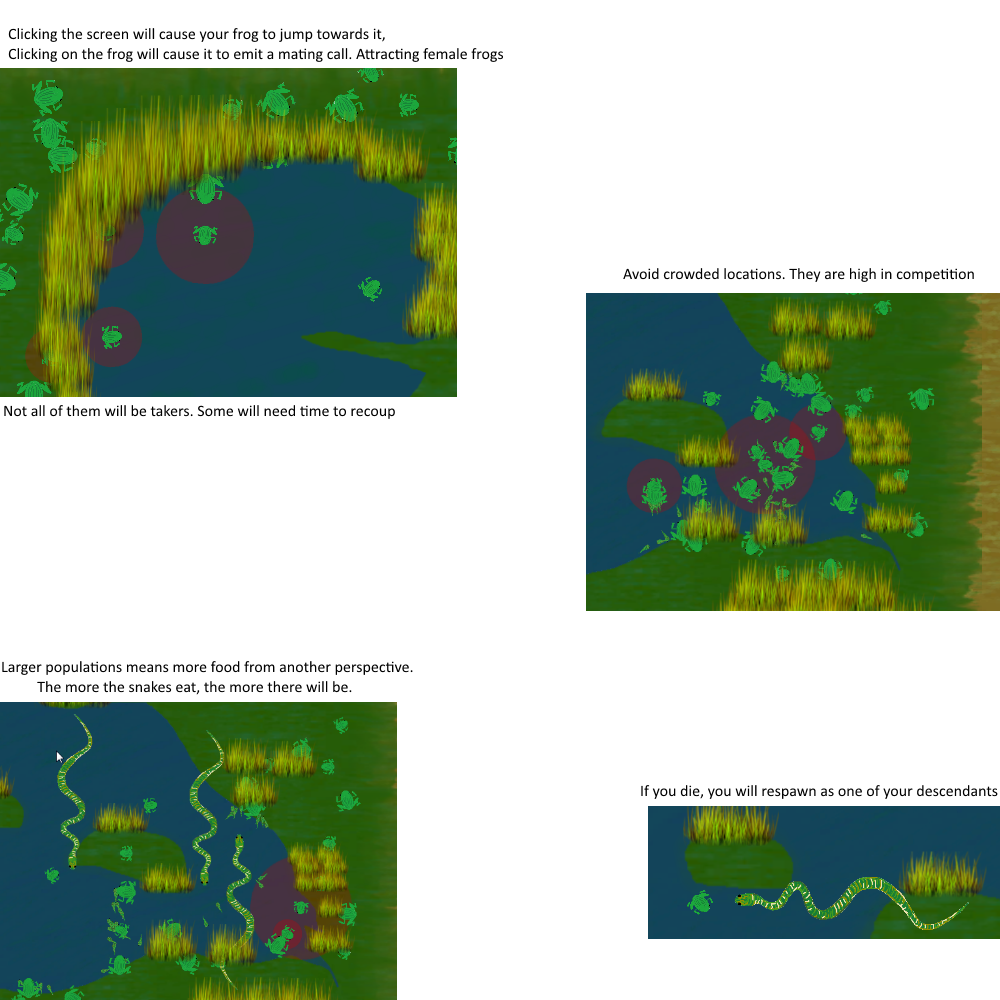 Clicking the screen will cause your frog to jump towards it,
Clicking on the frog will cause it to emit a mating call. Attracting female frogs
Avoid crowded locations. They are high in competition
Not all of them will be takers. Some will need time to recoup
Larger populations means more food from another perspective.
The more the snakes eat, the more there will be.
If you die, you will respawn as one of your descendants